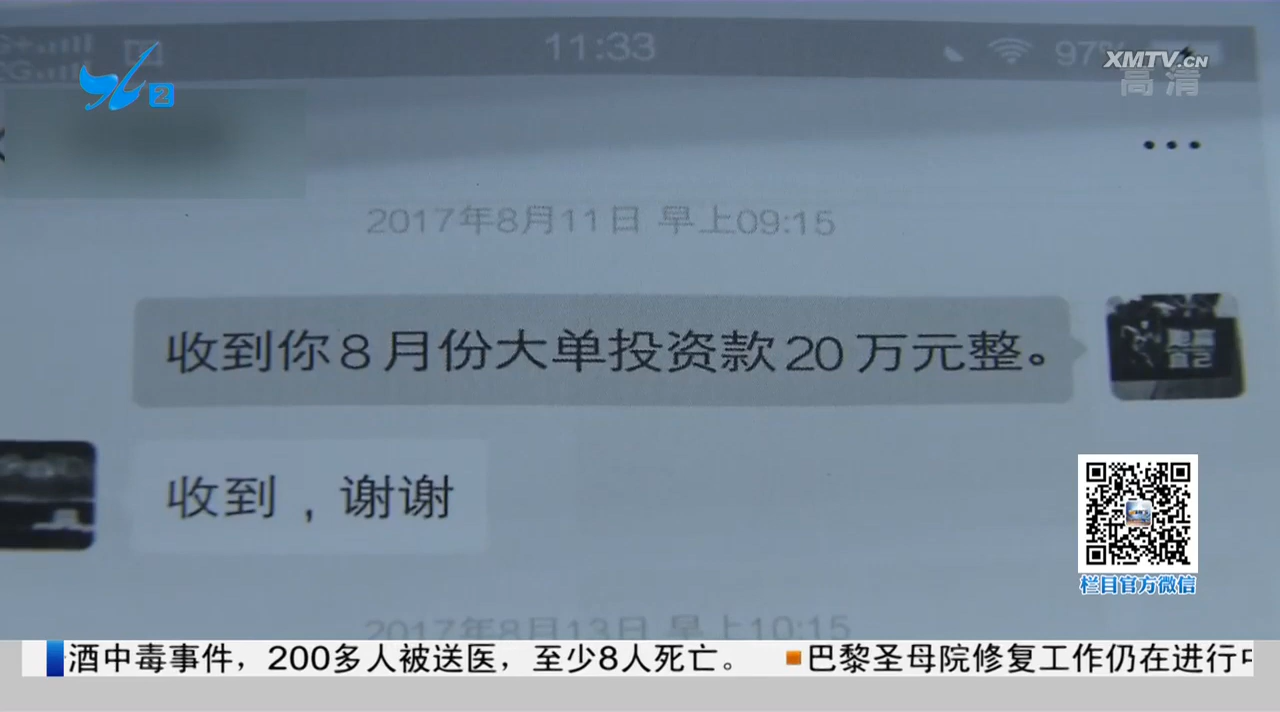 11:33
97%
XMTV.CN
高清
2
2017年8月11日 早上09:15
收到你8月份大单投资款20万元整。
收到，谢谢
栏目官方微信
2017年8月13日 早上10:15
酒中毒事件，200多人被送医，至少8人死亡。 巴黎圣母院修复工作仍在进行中